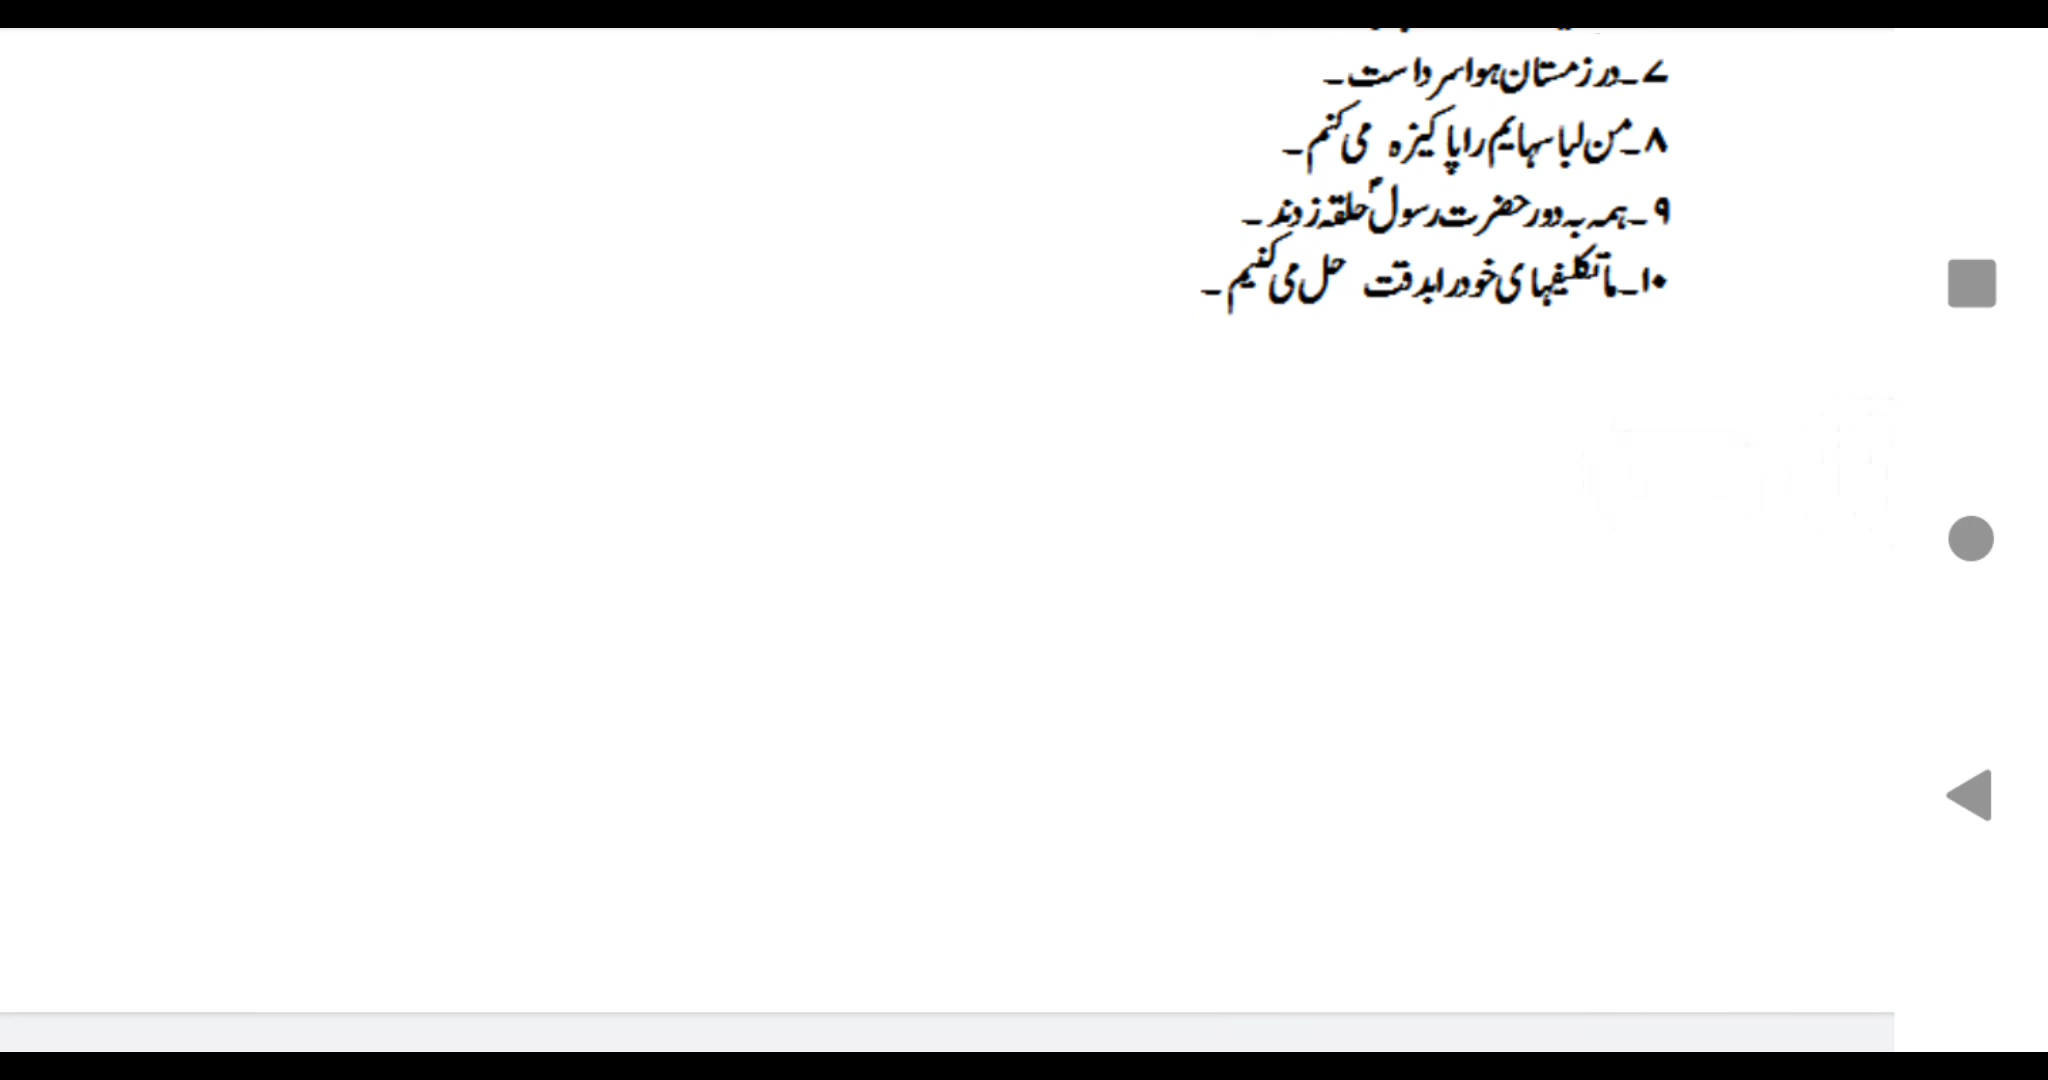 ۷۔در زمستان ہوا سرد است۔
۸۔من لباسہایم را پاکیزہ می کنم۔
۹۔ہمہ بہ دور حضرت رسولؐ حلقہ زدند۔
۱۰۔ما تکلیفہای خود را بدقت حل می کنیم۔